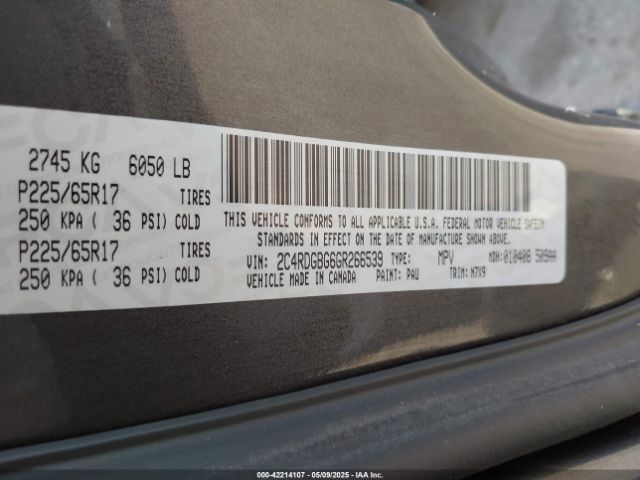 2745 KG 6050 LB
P225/65R17 TIRES
250 KPA ( 36 PSI) COLD
P225/65R17 TIRES
250 KPA ( 36 PSI) COLD
THIS VEHICLE CONFORMS TO ALL APPLICABLE U.S.A. FEDERAL MOTOR VEHICLE SAFETY
STANDARDS IN EFFECT ON THE DATE OF MANUFACTURE SHOWN ABOVE.
VIN: 2C4RDGBG6GR266539 TYPE: MPV MDH:010408 509AA
VEHICLE MADE IN CANADA PAINT: PAU TRIM: M7X9
000-42214107 05/09/2025 IAA Inc.